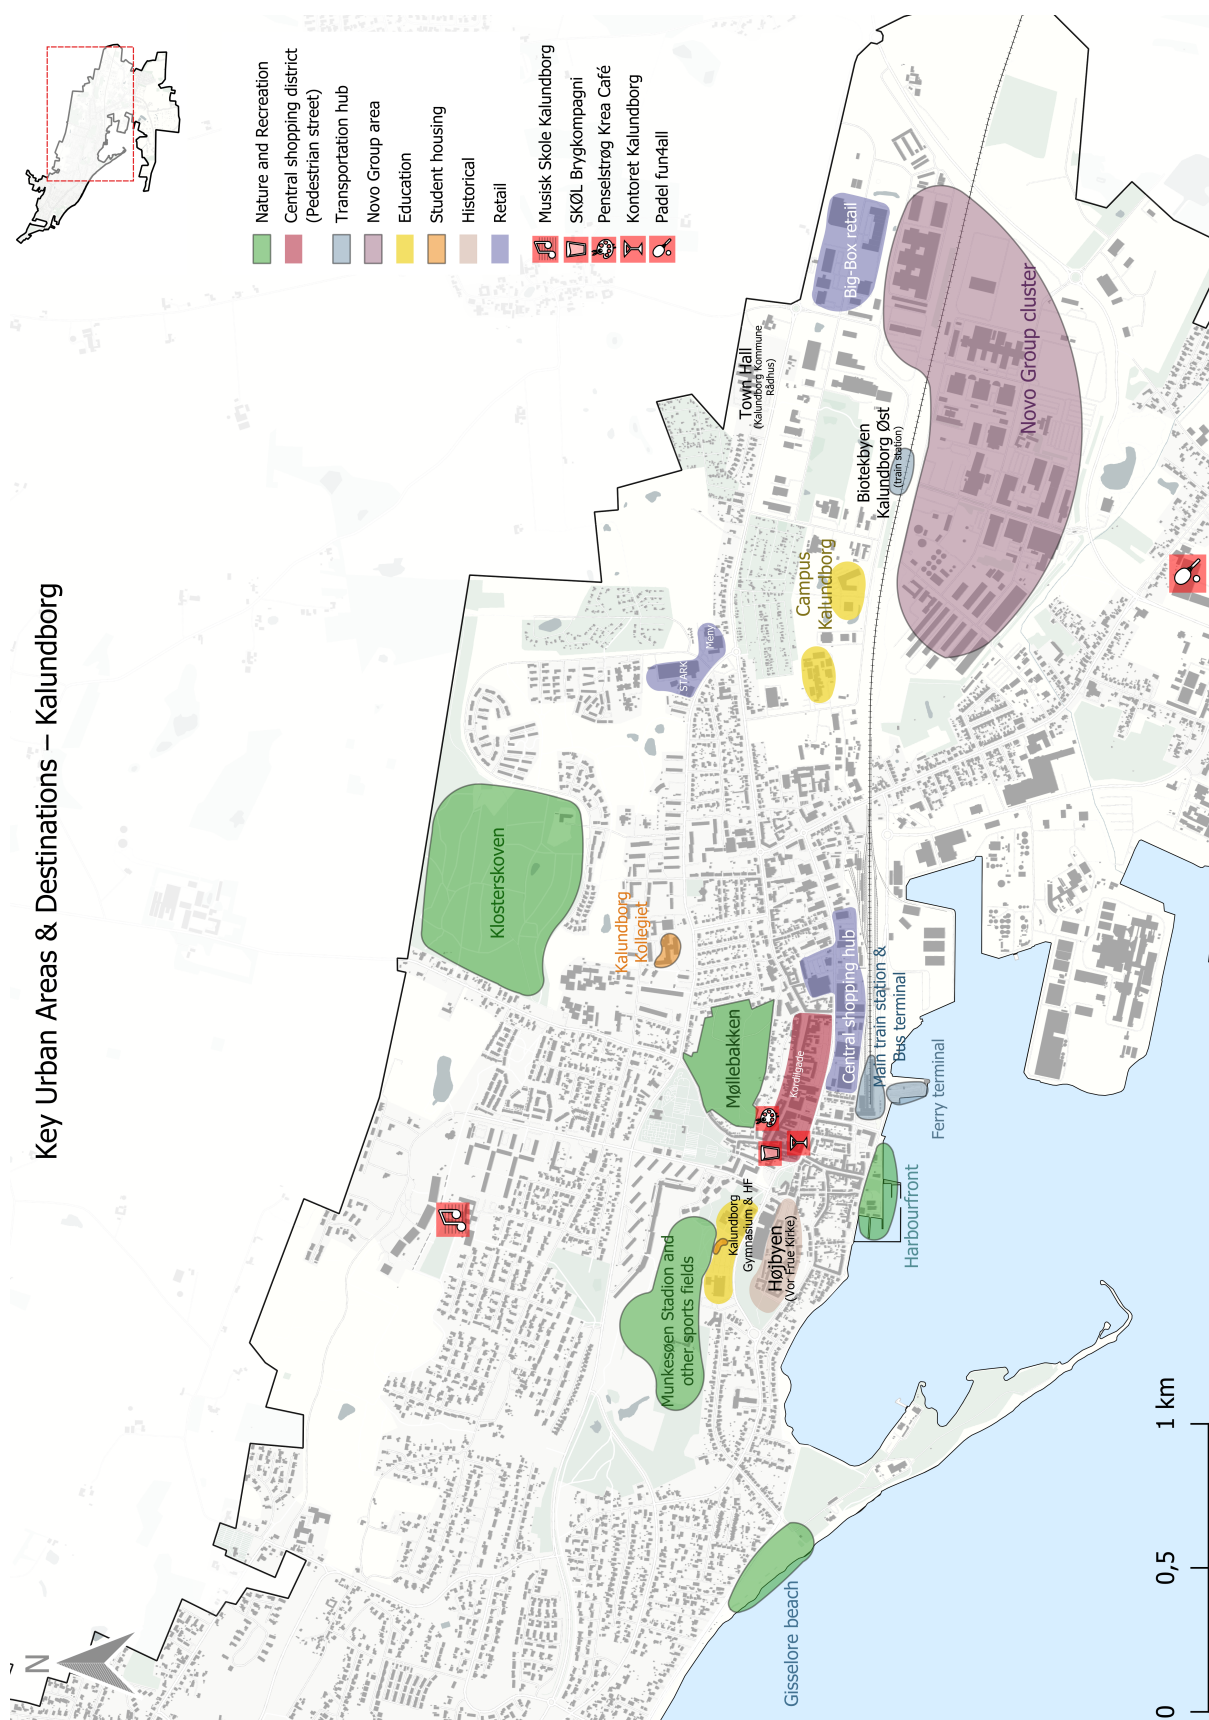 Key Urban Areas & Destinations – Kalundborg
N
Nature and Recreation
Central shopping district
(Pedestrian street)
Transportation hub
Novo Group area
Education
Student housing
Historical
Retail
Musisk Skole Kalundborg
SKØL Brygkompagni
Penselstrøg Krea Café
Kontoret Kalundborg
Padel fun4all
Klosterskoven
Kalundborg
Kollegiet
STARK
Meny
Town Hall
(Kalundborg Kommune
Rådhus)
Big-Box retail
Campus
Kalundborg
Biotekbyen
Kalundborg Øst
(train station)
Novo Group cluster
Møllebakken
Kordilgade
Central shopping hub
Main train station &
Bus terminal
Ferry terminal
Munkesøen Stadion and
other sports fields
Kalundborg
Gymnasium & HF
Højbyen
(Vor Frue Kirke)
Harbourfront
Gisselore beach
0
0,5
1 km